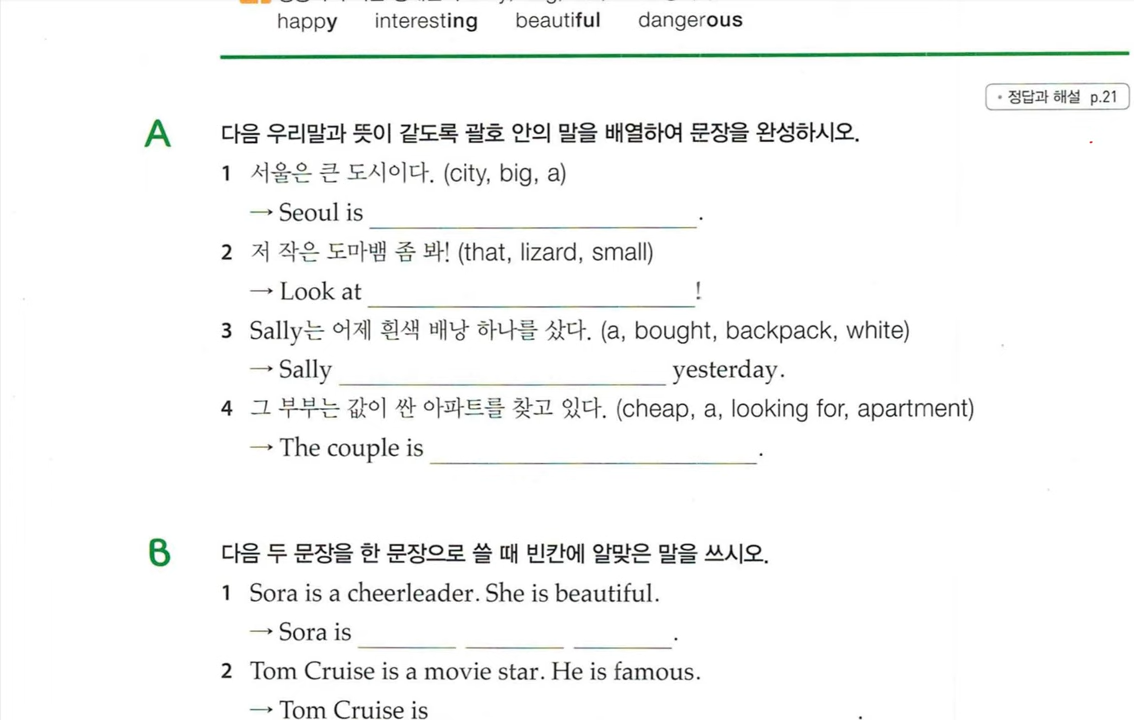 happy interesting beautiful dangerous
• 정답과 해설 p.21
A 다음 우리말과 뜻이 같도록 괄호 안의 말을 배열하여 문장을 완성하시오.
1 서울은 큰 도시이다. (city, big, a)
→ Seoul is ______.
2 저 작은 도마뱀 좀 봐! (that, lizard, small)
→ Look at ______!
3 Sally는 어제 흰색 배낭 하나를 샀다. (a, bought, backpack, white)
→ Sally ______ yesterday.
4 그 부부는 값이 싼 아파트를 찾고 있다. (cheap, a, looking for, apartment)
→ The couple is ______.
B 다음 두 문장을 한 문장으로 쓸 때 빈칸에 알맞은 말을 쓰시오.
1 Sora is a cheerleader. She is beautiful.
→ Sora is ______ ______ ______.
2 Tom Cruise is a movie star. He is famous.
→ Tom Cruise is .